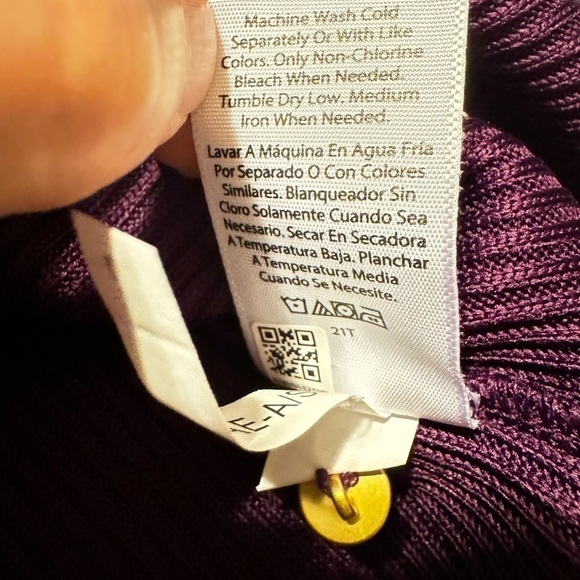 Machine Wash Cold
Separately Or With Like
Colors. Only Non-Chlorine
Bleach When Needed.
Tumble Dry Low. Medium
Iron When Needed.
Lavar A Máquina En Agua Fría
Por Separado O Con Colores
Similares. Blanqueador Sin
Cloro Solamente Cuando Sea
Necesario. Secar En Secadora
A Temperatura Baja. Planchar
A Temperatura Media
Cuando Se Necesite.
21T
E-A/S